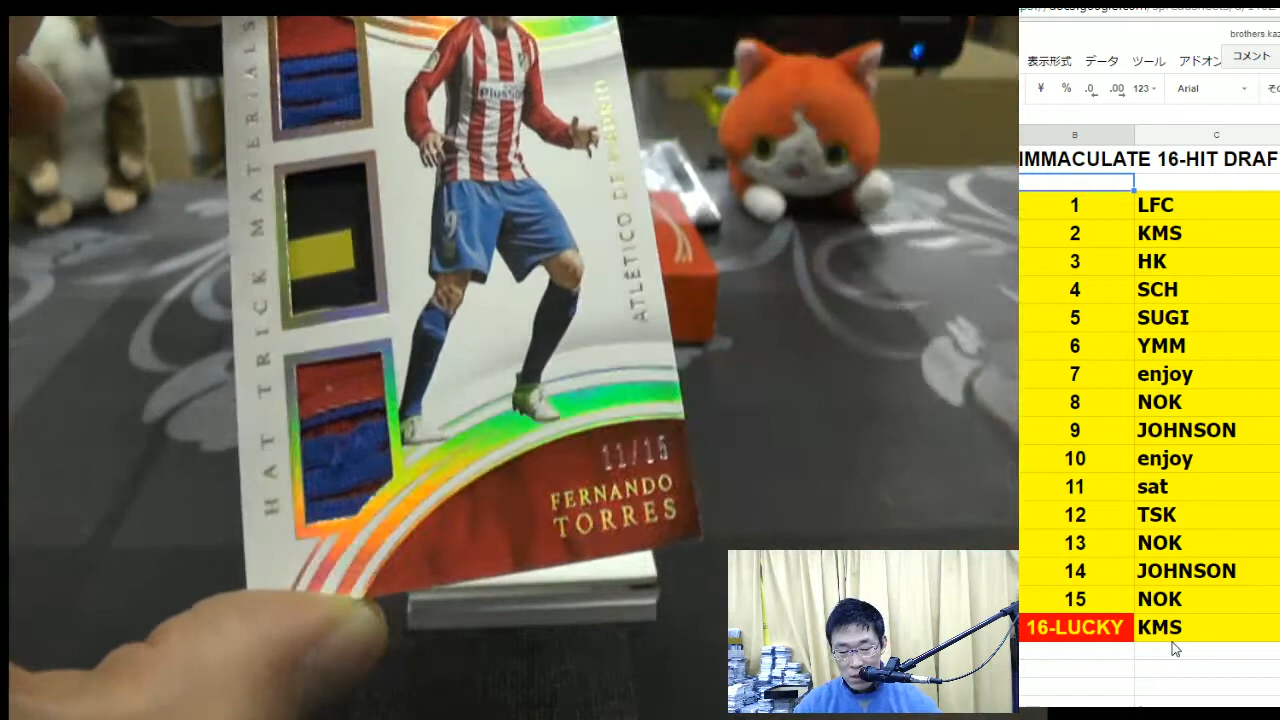 HAT TRICK MATERIALS
Plus500
9
ATLÉTICO DE MADRID
11/15
FERNANDO
TORRES
brothers.kaz
コメント
表示形式 データ ツール アドオン
¥ % .0 .00 123 Arial
B C
IMMACULATE 16-HIT DRAF
1 LFC
2 KMS
3 HK
4 SCH
5 SUGI
6 YMM
7 enjoy
8 NOK
9 JOHNSON
10 enjoy
11 sat
12 TSK
13 NOK
14 JOHNSON
15 NOK
16-LUCKY KMS